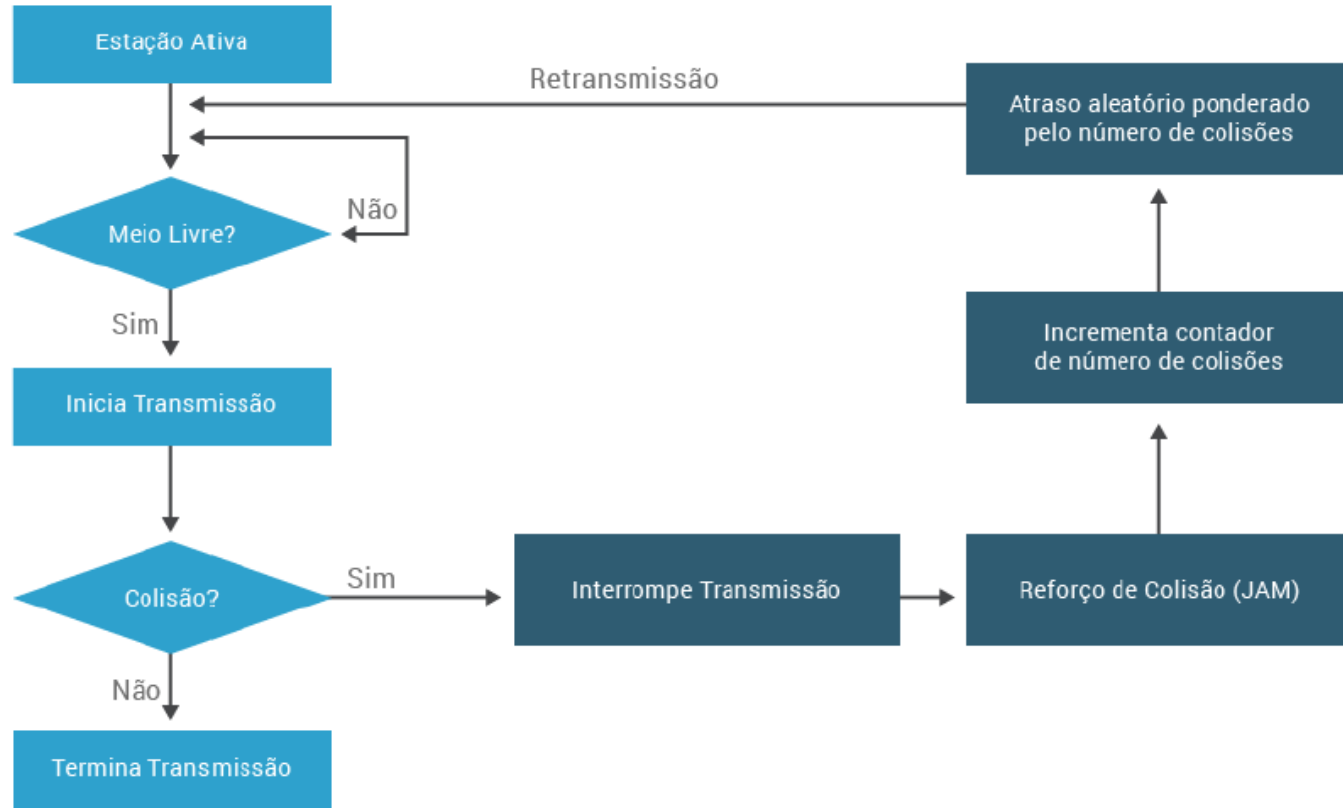 Estação Ativa
Retransmissão
Atraso aleatório ponderado
pelo número de colisões
Não
Meio Livre?
Sim
Incrementa contador
de número de colisões
Inicia Transmissão
Colisão?
Sim
Interrompe Transmissão
Reforço de Colisão (JAM)
Não
Termina Transmissão